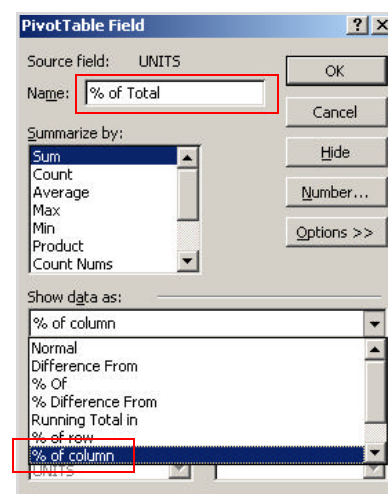 PivotTable Field
Source field: UNITS
Name: % of Total
OK
Cancel
Hide
Number...
Options >>
Summarize by:
Sum
Count
Average
Max
Min
Product
Count Nums
Show data as:
% of column
Normal
Difference From
% Of
% Difference From
Running Total in
% of row
% of column
UNITS